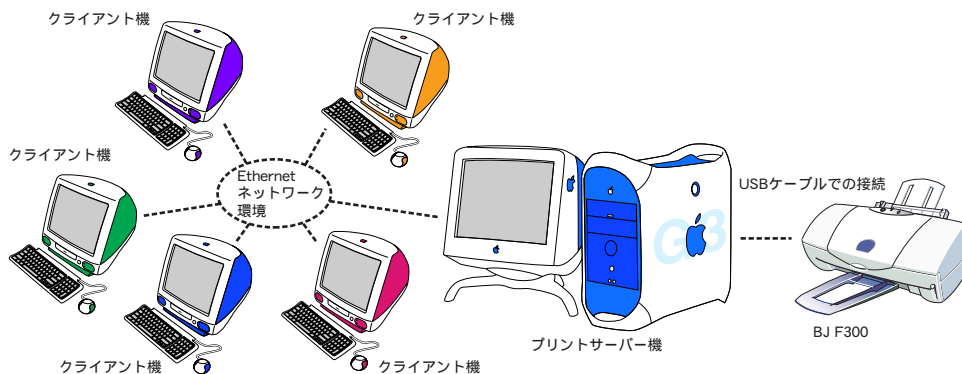 クライアント機
クライアント機
クライアント機
Ethernet
ネットワーク
環境
G3
USBケーブルでの接続
BJ F300
プリントサーバー機
クライアント機
クライアント機